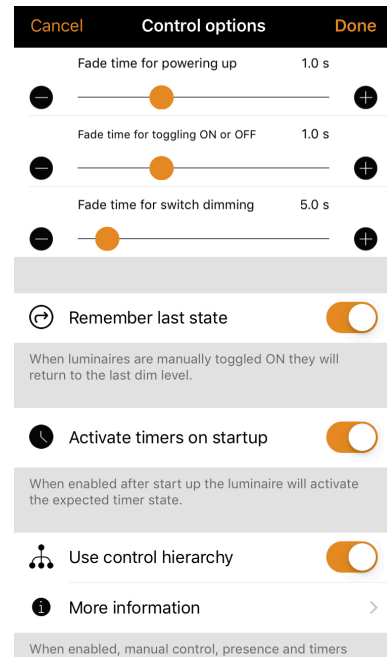 Cancel Control options Done
Fade time for powering up 1.0 s
Fade time for toggling ON or OFF 1.0 s
Fade time for switch dimming 5.0 s
Remember last state
When luminaires are manually toggled ON they will
return to the last dim level.
Activate timers on startup
When enabled after start up the luminaire will activate
the expected timer state.
Use control hierarchy
More information
When enabled, manual control, presence and timers